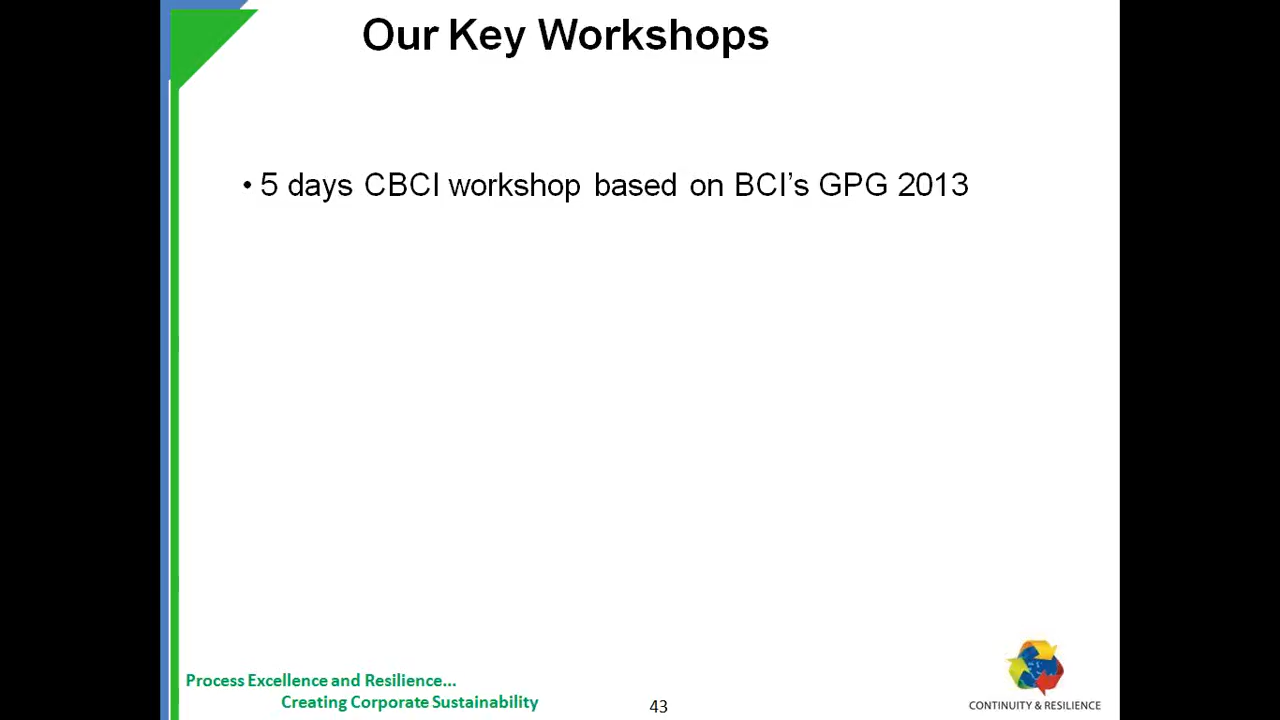 Our Key Workshops
• 5 days CBCI workshop based on BCI’s GPG 2013
Process Excellence and Resilience...
Creating Corporate Sustainability
43
CONTINUITY & RESILIENCE